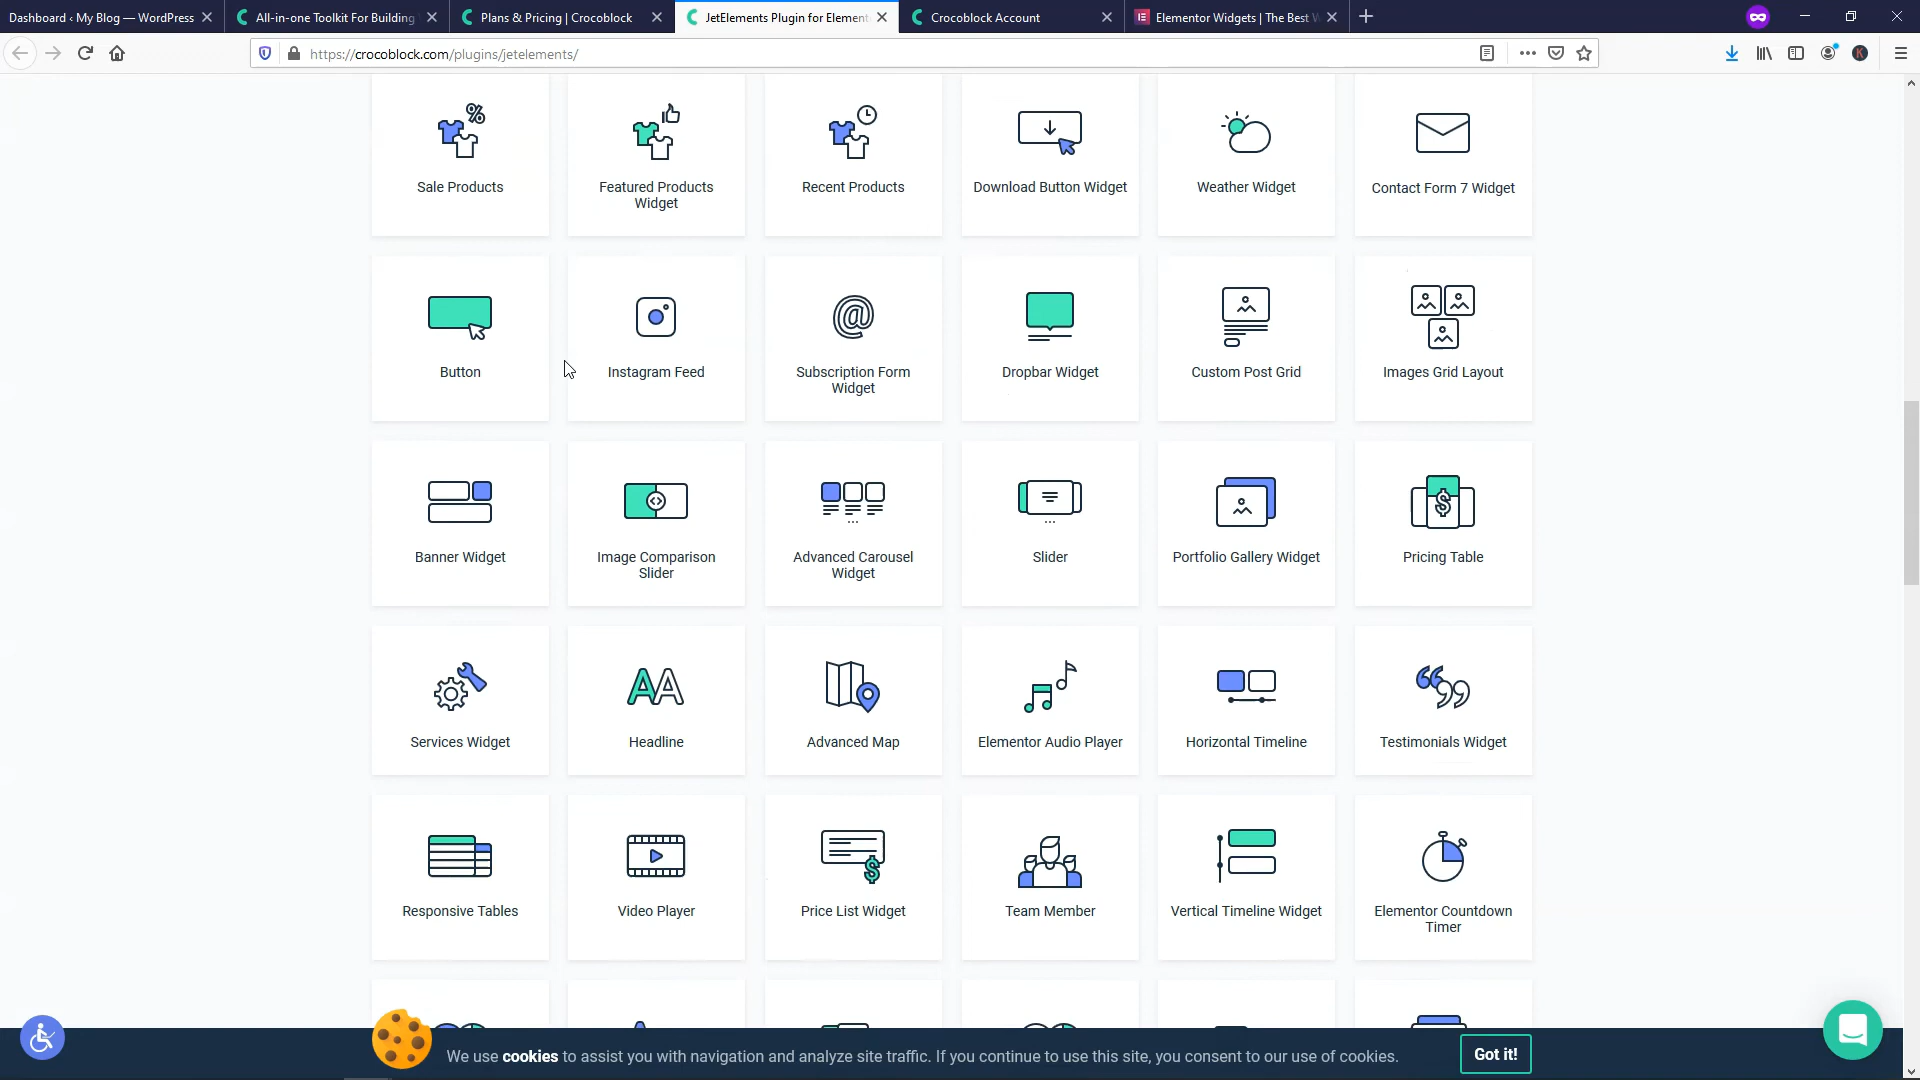 Dashboard ‹ My Blog — WordPress
All-in-one Toolkit For Building
Plans & Pricing | Crocoblock
JetElements Plugin for Element
Crocoblock Account
Elementor Widgets | The Best W
https://crocoblock.com/plugins/jetelements/
K
Sale Products
Featured Products
Widget
Recent Products
Download Button Widget
Weather Widget
Contact Form 7 Widget
Button
Instagram Feed
Subscription Form
Widget
Dropbar Widget
Custom Post Grid
Images Grid Layout
Banner Widget
Image Comparison
Slider
Advanced Carousel
Widget
Slider
Portfolio Gallery Widget
Pricing Table
Services Widget
Headline
Advanced Map
Elementor Audio Player
Horizontal Timeline
Testimonials Widget
Responsive Tables
Video Player
Price List Widget
Team Member
Vertical Timeline Widget
Elementor Countdown
Timer
We use cookies to assist you with navigation and analyze site traffic. If you continue to use this site, you consent to our use of cookies.
Got it!